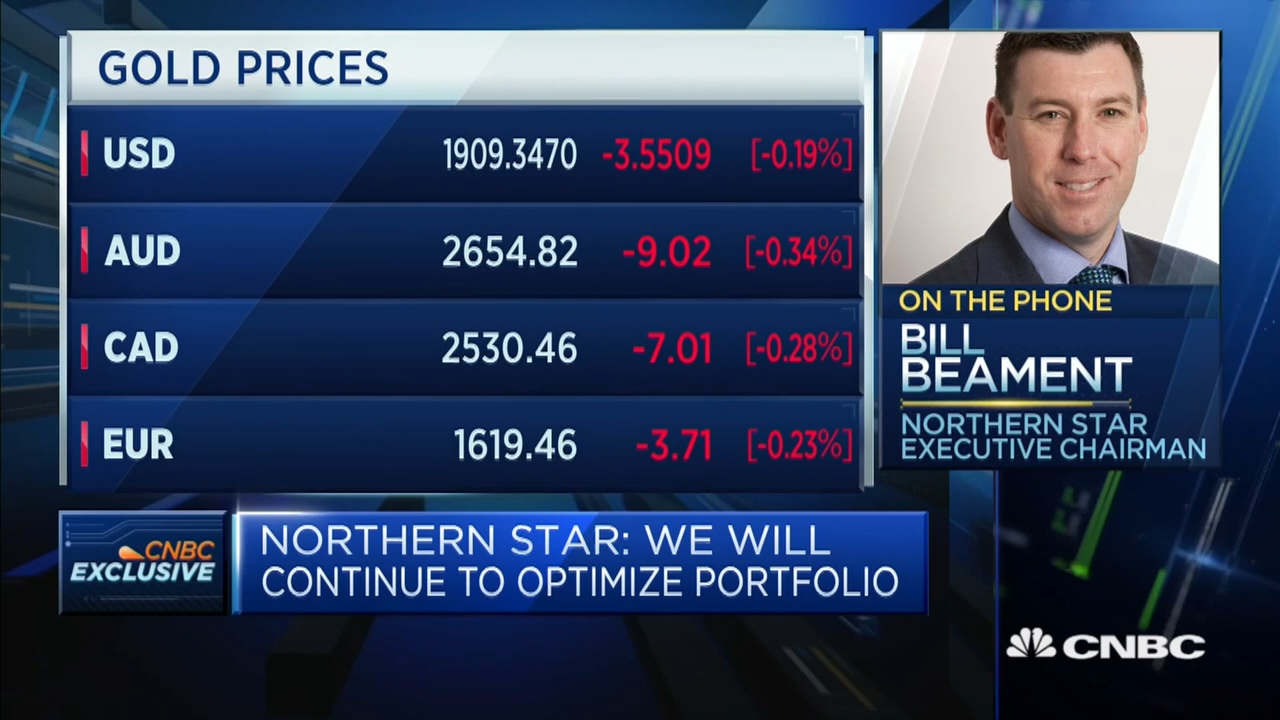 GOLD PRICES
USD 1909.3470 -3.5509 [-0.19%]
AUD 2654.82 -9.02 [-0.34%]
CAD 2530.46 -7.01 [-0.28%]
EUR 1619.46 -3.71 [-0.23%]
ON THE PHONE
BILL
BEAMENT
NORTHERN STAR
EXECUTIVE CHAIRMAN
CNBC
EXCLUSIVE
NORTHERN STAR: WE WILL
CONTINUE TO OPTIMIZE PORTFOLIO
CNBC